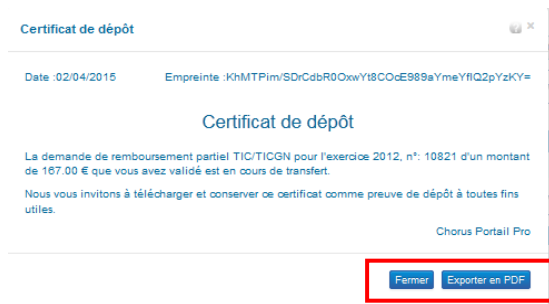 Certificat de dépôt
Date :02/04/2015 Empreinte :KhMTPim/SDrCdbR0OxwYt8COcE989aYmeYflQ2pYzKY=
Certificat de dépôt
La demande de remboursement partiel TIC/TICGN pour l'exercice 2012, n°: 10821 d'un montant
de 167.00 € que vous avez validé est en cours de transfert.
Nous vous invitons à télécharger et conserver ce certificat comme preuve de dépôt à toutes fins
utiles.
Chorus Portail Pro
Fermer Exporter en PDF